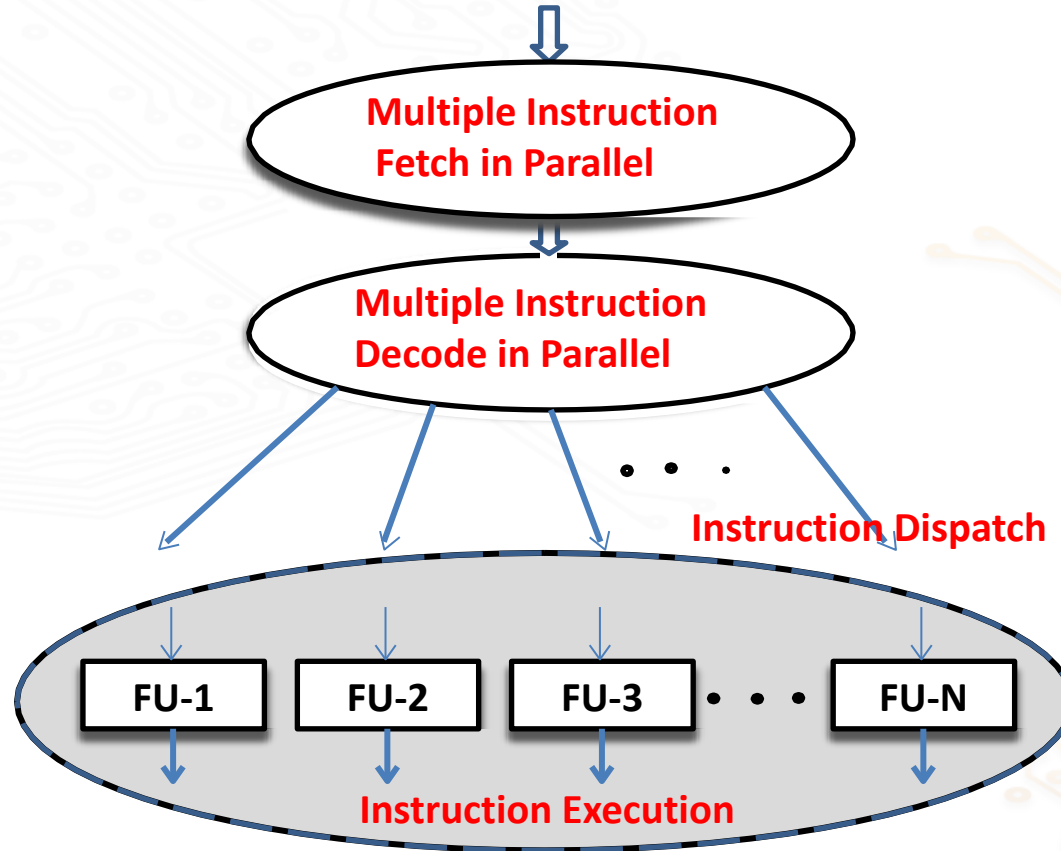 Multiple Instruction
Fetch in Parallel
Multiple Instruction
Decode in Parallel
Instruction Dispatch
FU-1 FU-2 FU-3 • • • FU-N
Instruction Execution